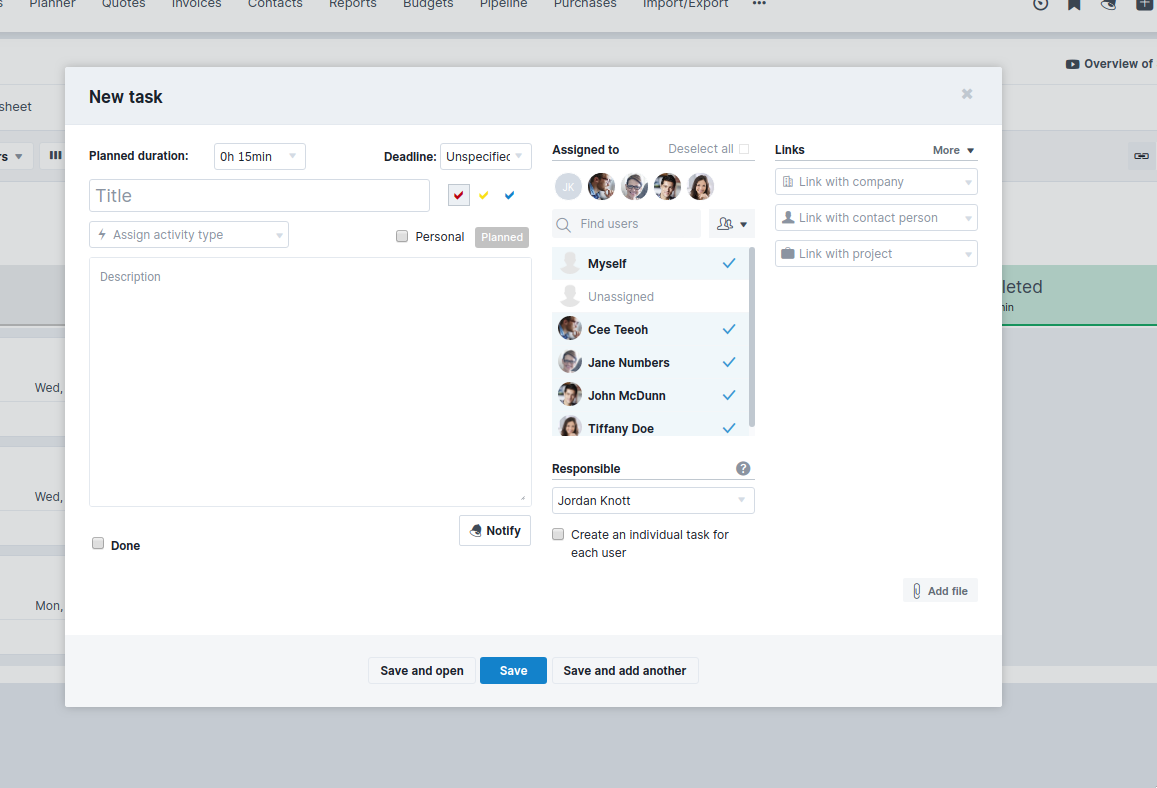 Planner Quotes Invoices Contacts Reports Budgets Pipeline Purchases Import/Export
Overview of
sheet
New task
Planned duration:
0h 15min
Deadline:
Unspecified
Title
Assign activity type
Personal
Planned
Description
Done
Notify
Assigned to
Deselect all
JK
Find users
Myself
Unassigned
Cee Teeoh
Jane Numbers
John McDunn
Tiffany Doe
Responsible
?
Jordan Knott
Create an individual task for
each user
Links
More
Link with company
Link with contact person
Link with project
Add file
Save and open
Save
Save and add another
Wed,
Wed,
Mon,
leted
min